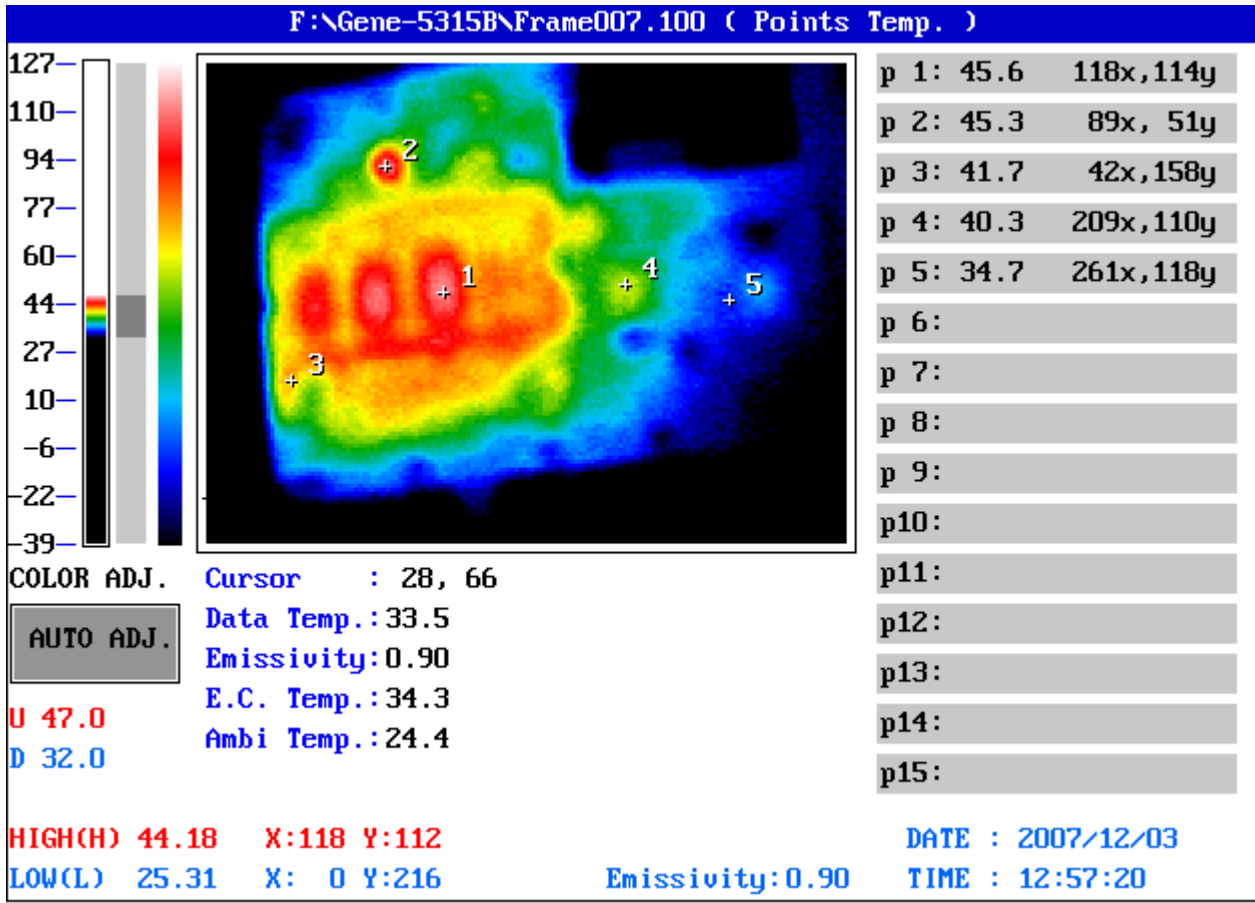 F:\Gene-5315B\Frame007.100 ( Points Temp. )
127
110
94
77
60
44
27
10
-6
-22
-39
1
2
3
4
5
p 1: 45.6 118x,114y
p 2: 45.3 89x, 51y
p 3: 41.7 42x,158y
p 4: 40.3 209x,110y
p 5: 34.7 261x,118y
p 6:
p 7:
p 8:
p 9:
p10:
p11:
p12:
p13:
p14:
p15:
COLOR ADJ.
AUTO ADJ.
U 47.0
D 32.0
Cursor : 28, 66
Data Temp.:33.5
Emissivity:0.90
E.C. Temp.:34.3
Ambi Temp.:24.4
HIGH(H) 44.18 X:118 Y:112
LOW(L) 25.31 X: 0 Y:216
Emissivity:0.90
DATE : 2007/12/03
TIME : 12:57:20